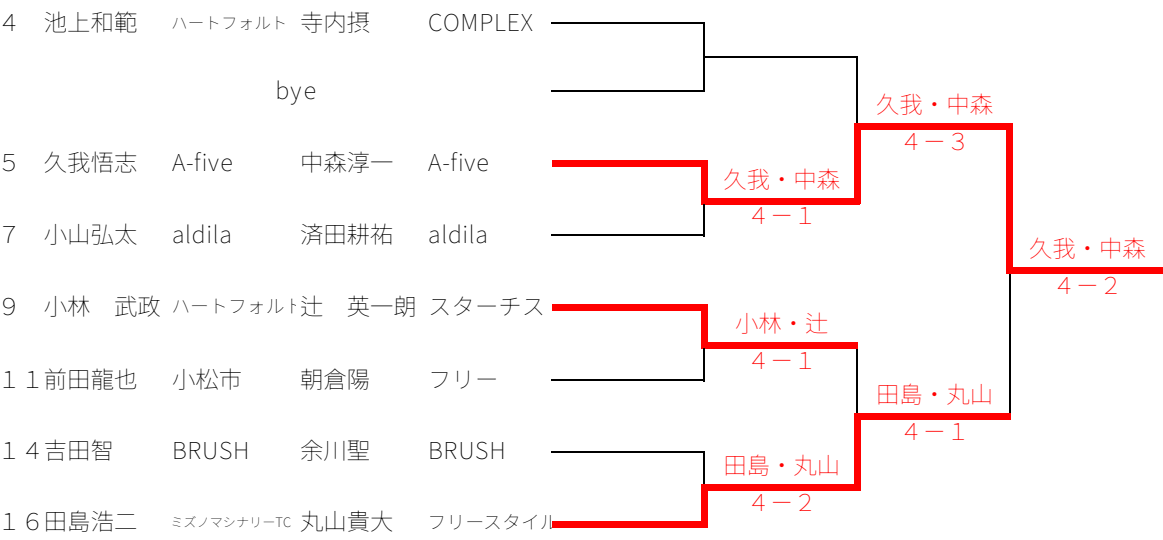 4 池上和範 ハートフォルト 寺内摂 COMPLEX
bye
久我・中森
4－3
5 久我悟志 A-five 中森淳一 A-five
久我・中森
4－1
7 小山弘太 aldila 済田耕祐 aldila
久我・中森
4－2
9 小林　武政 ハートフォルト 辻　英一朗 スターチス
小林・辻
4－1
11 前田龍也 小松市 朝倉陽 フリー
田島・丸山
4－1
14 吉田智 BRUSH 余川聖 BRUSH
田島・丸山
4－2
16 田島浩二 ミズノマシナリーTC 丸山貴大 フリースタイル